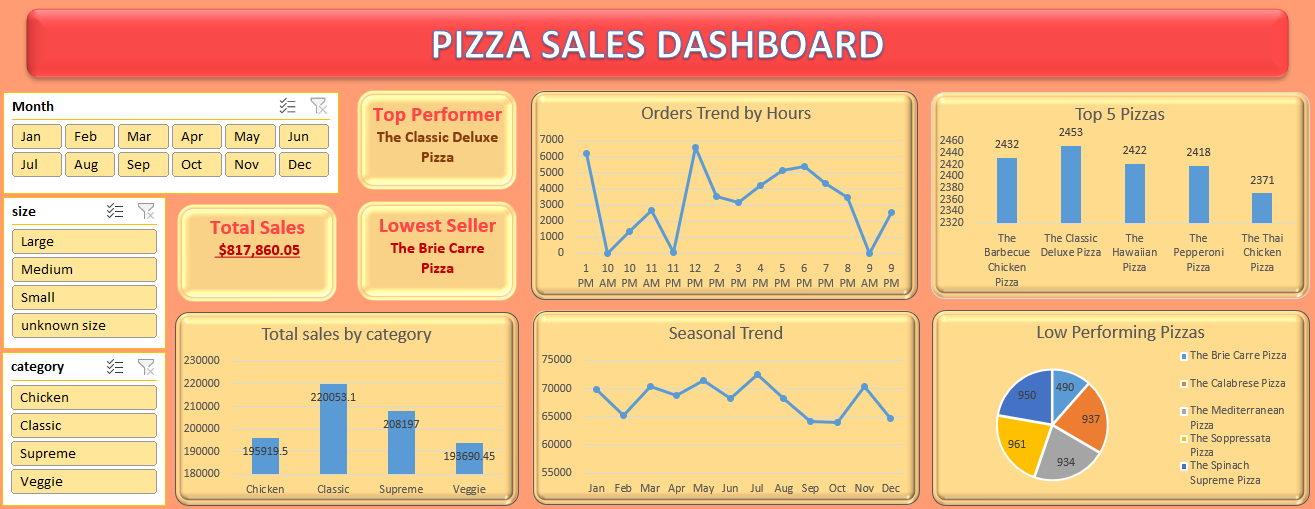 PIZZA SALES DASHBOARD
Month
Jan Feb Mar Apr May Jun
Jul Aug Sep Oct Nov Dec
size
Large
Medium
Small
unknown size
category
Chicken
Classic
Supreme
Veggie
Total Sales
$817,860.05
Top Performer
The Classic Deluxe
Pizza
Lowest Seller
The Brie Carre
Pizza
Orders Trend by Hours
7000
6000
5000
4000
3000
2000
1000
0
1 10 10 11 11 12 2 3 4 5 6 7 8 9 9
PM AM PM AM PM PM PM PM PM PM PM PM PM AM PM
Top 5 Pizzas
2460
2440
2420
2400
2380
2360
2340
2320
2432
2453
2422
2418
2371
The
Barbecue
Chicken
Pizza
The Classic
Deluxe Pizza
The
Hawaiian
Pizza
The
Pepperoni
Pizza
The Thai
Chicken
Pizza
Total sales by category
230000
220000
210000
200000
190000
180000
195919.5
220053.1
208197
193690.45
Chicken Classic Supreme Veggie
Seasonal Trend
75000
70000
65000
60000
55000
Jan Feb Mar Apr May Jun Jul Aug Sep Oct Nov Dec
Low Performing Pizzas
490
937
934
961
950
The Brie Carre Pizza
The Calabrese Pizza
The Mediterranean
Pizza
The Soppressata
Pizza
The Spinach
Supreme Pizza